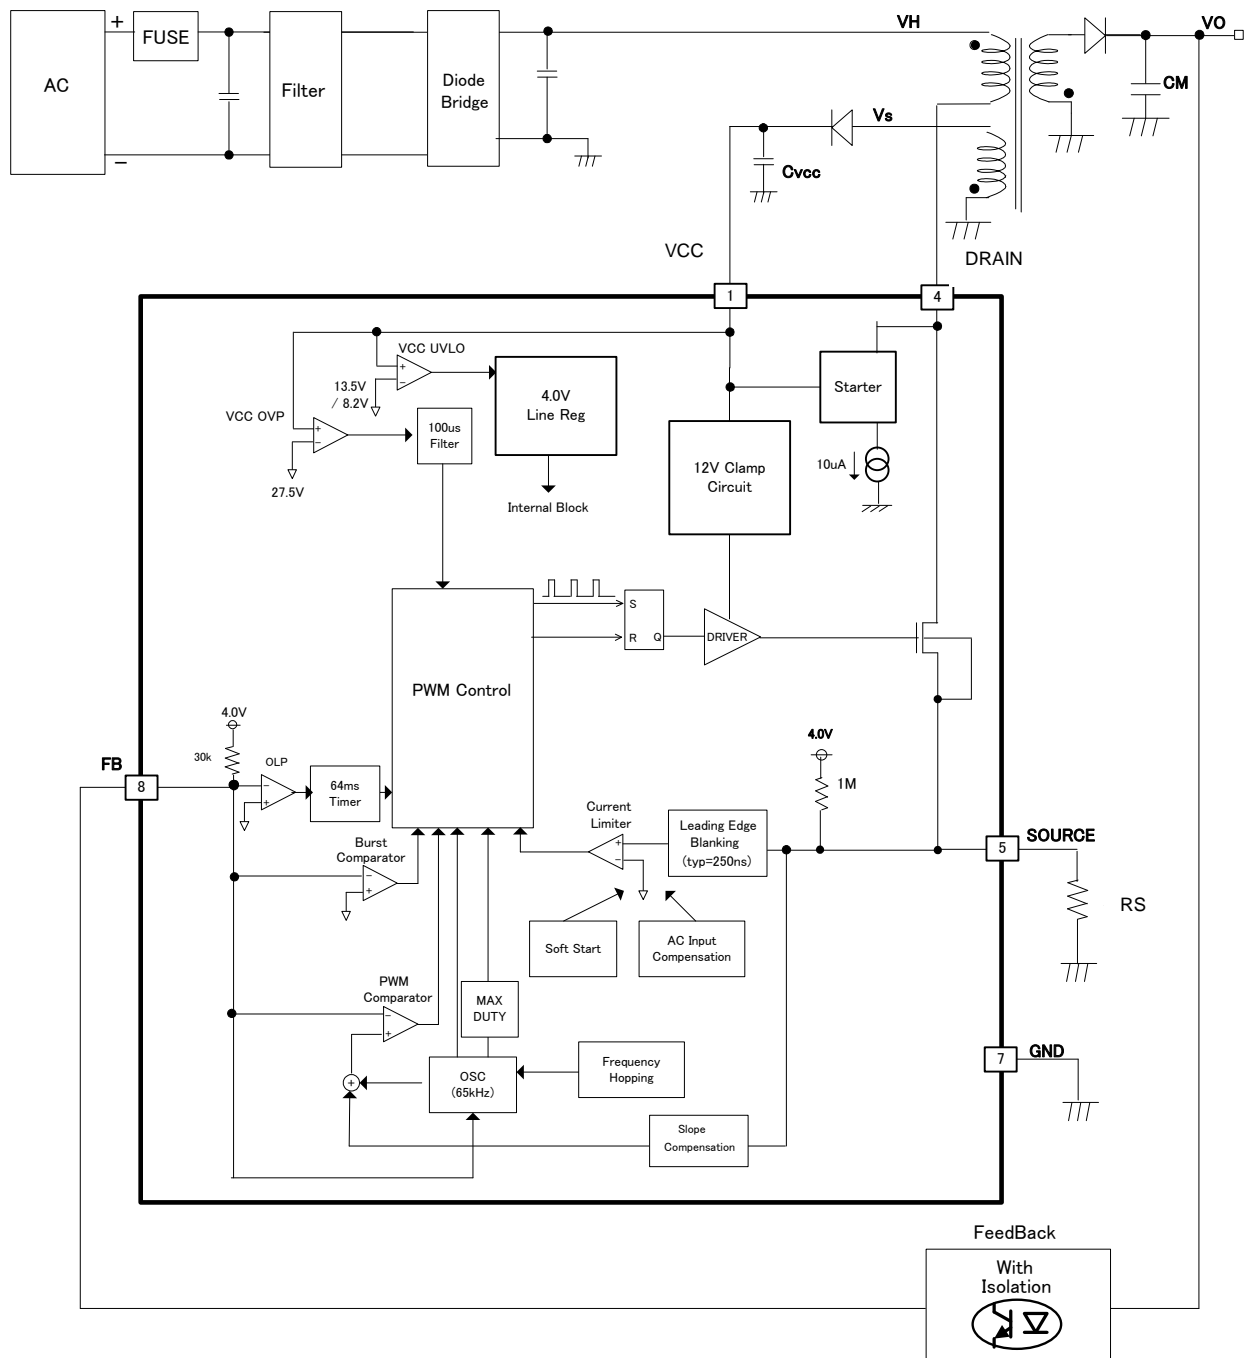 +
FUSE
VH
VO
AC
Filter
Diode
Bridge
CM
Vs
−
Cvcc
VCC
DRAIN
1
4
VCC UVLO
+
−
13.5V
/ 8.2V
4.0V
Line Reg
Starter
VCC OVP
+
−
100us
Filter
12V Clamp
Circuit
10uA
27.5V
Internal Block
S
R
Q
DRIVER
PWM Control
4.0V
30k
OLP
FB
8
−
+
64ms
Timer
4.0V
1M
Current
Limiter
Leading Edge
Blanking
(typ=250ns)
+
−
SOURCE
5
Burst
Comparator
−
+
RS
Soft Start
AC Input
Compensation
PWM
Comparator
−
+
MAX
DUTY
GND
7
+
OSC
(65kHz)
Frequency
Hopping
Slope
Compensation
FeedBack
With
Isolation